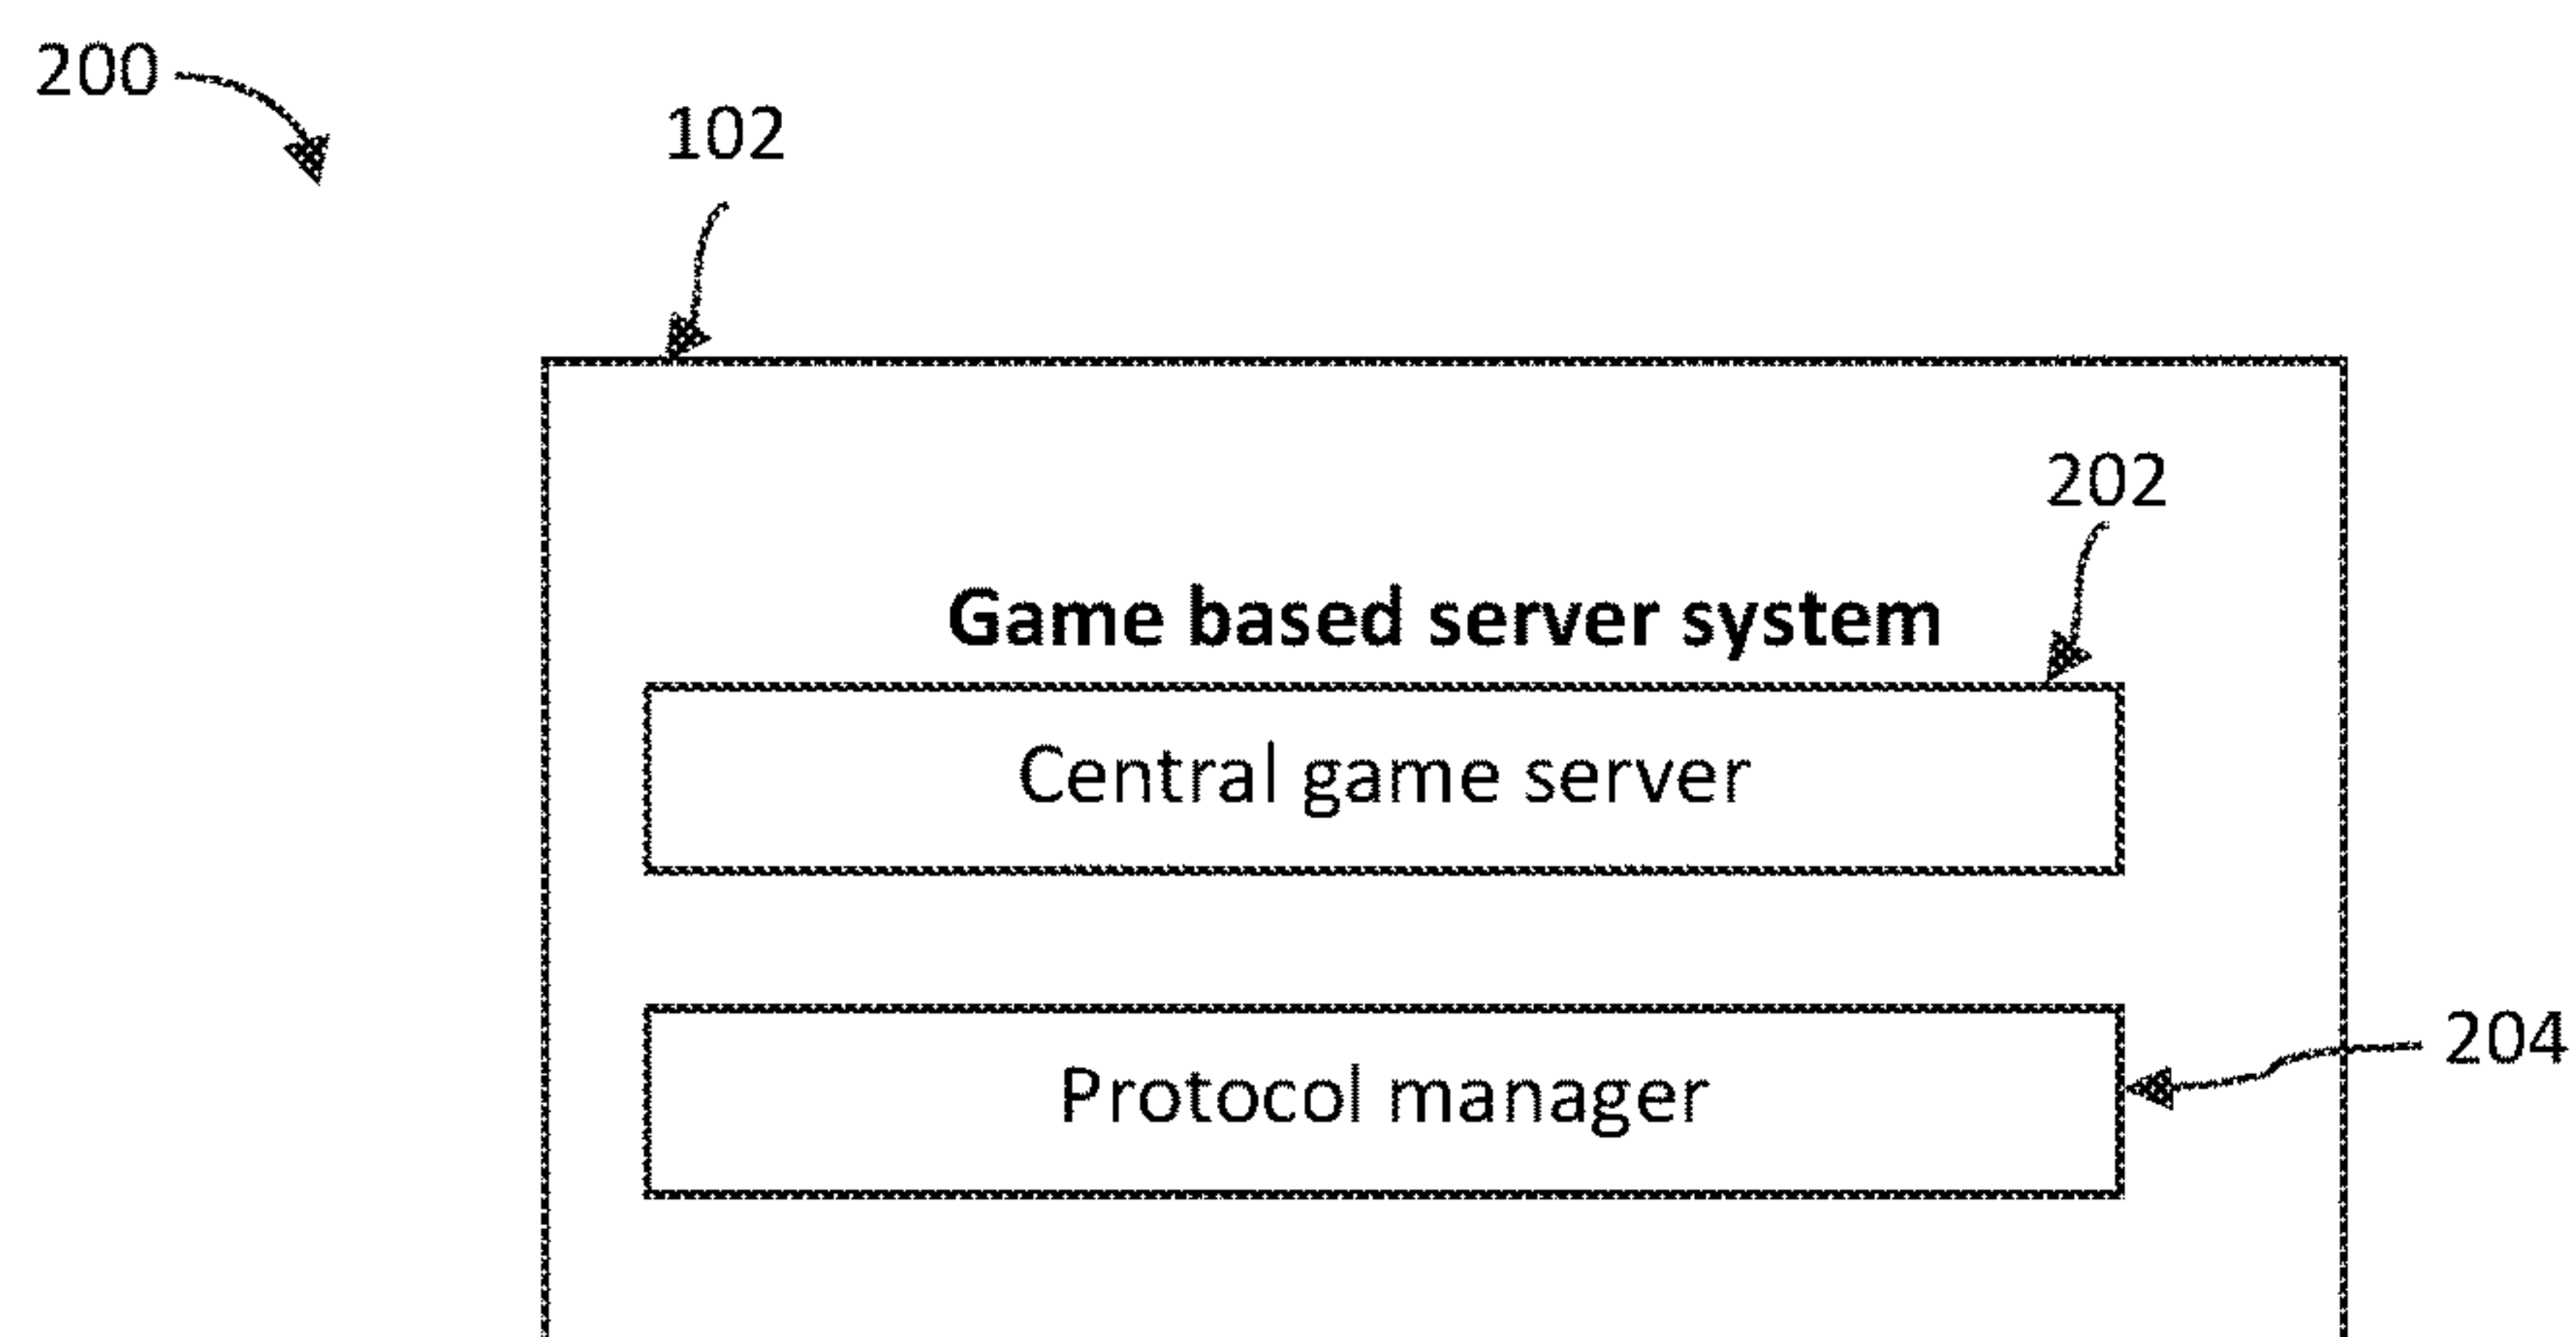 200
102
202
Game based server system
Central game server
204
Protocol manager